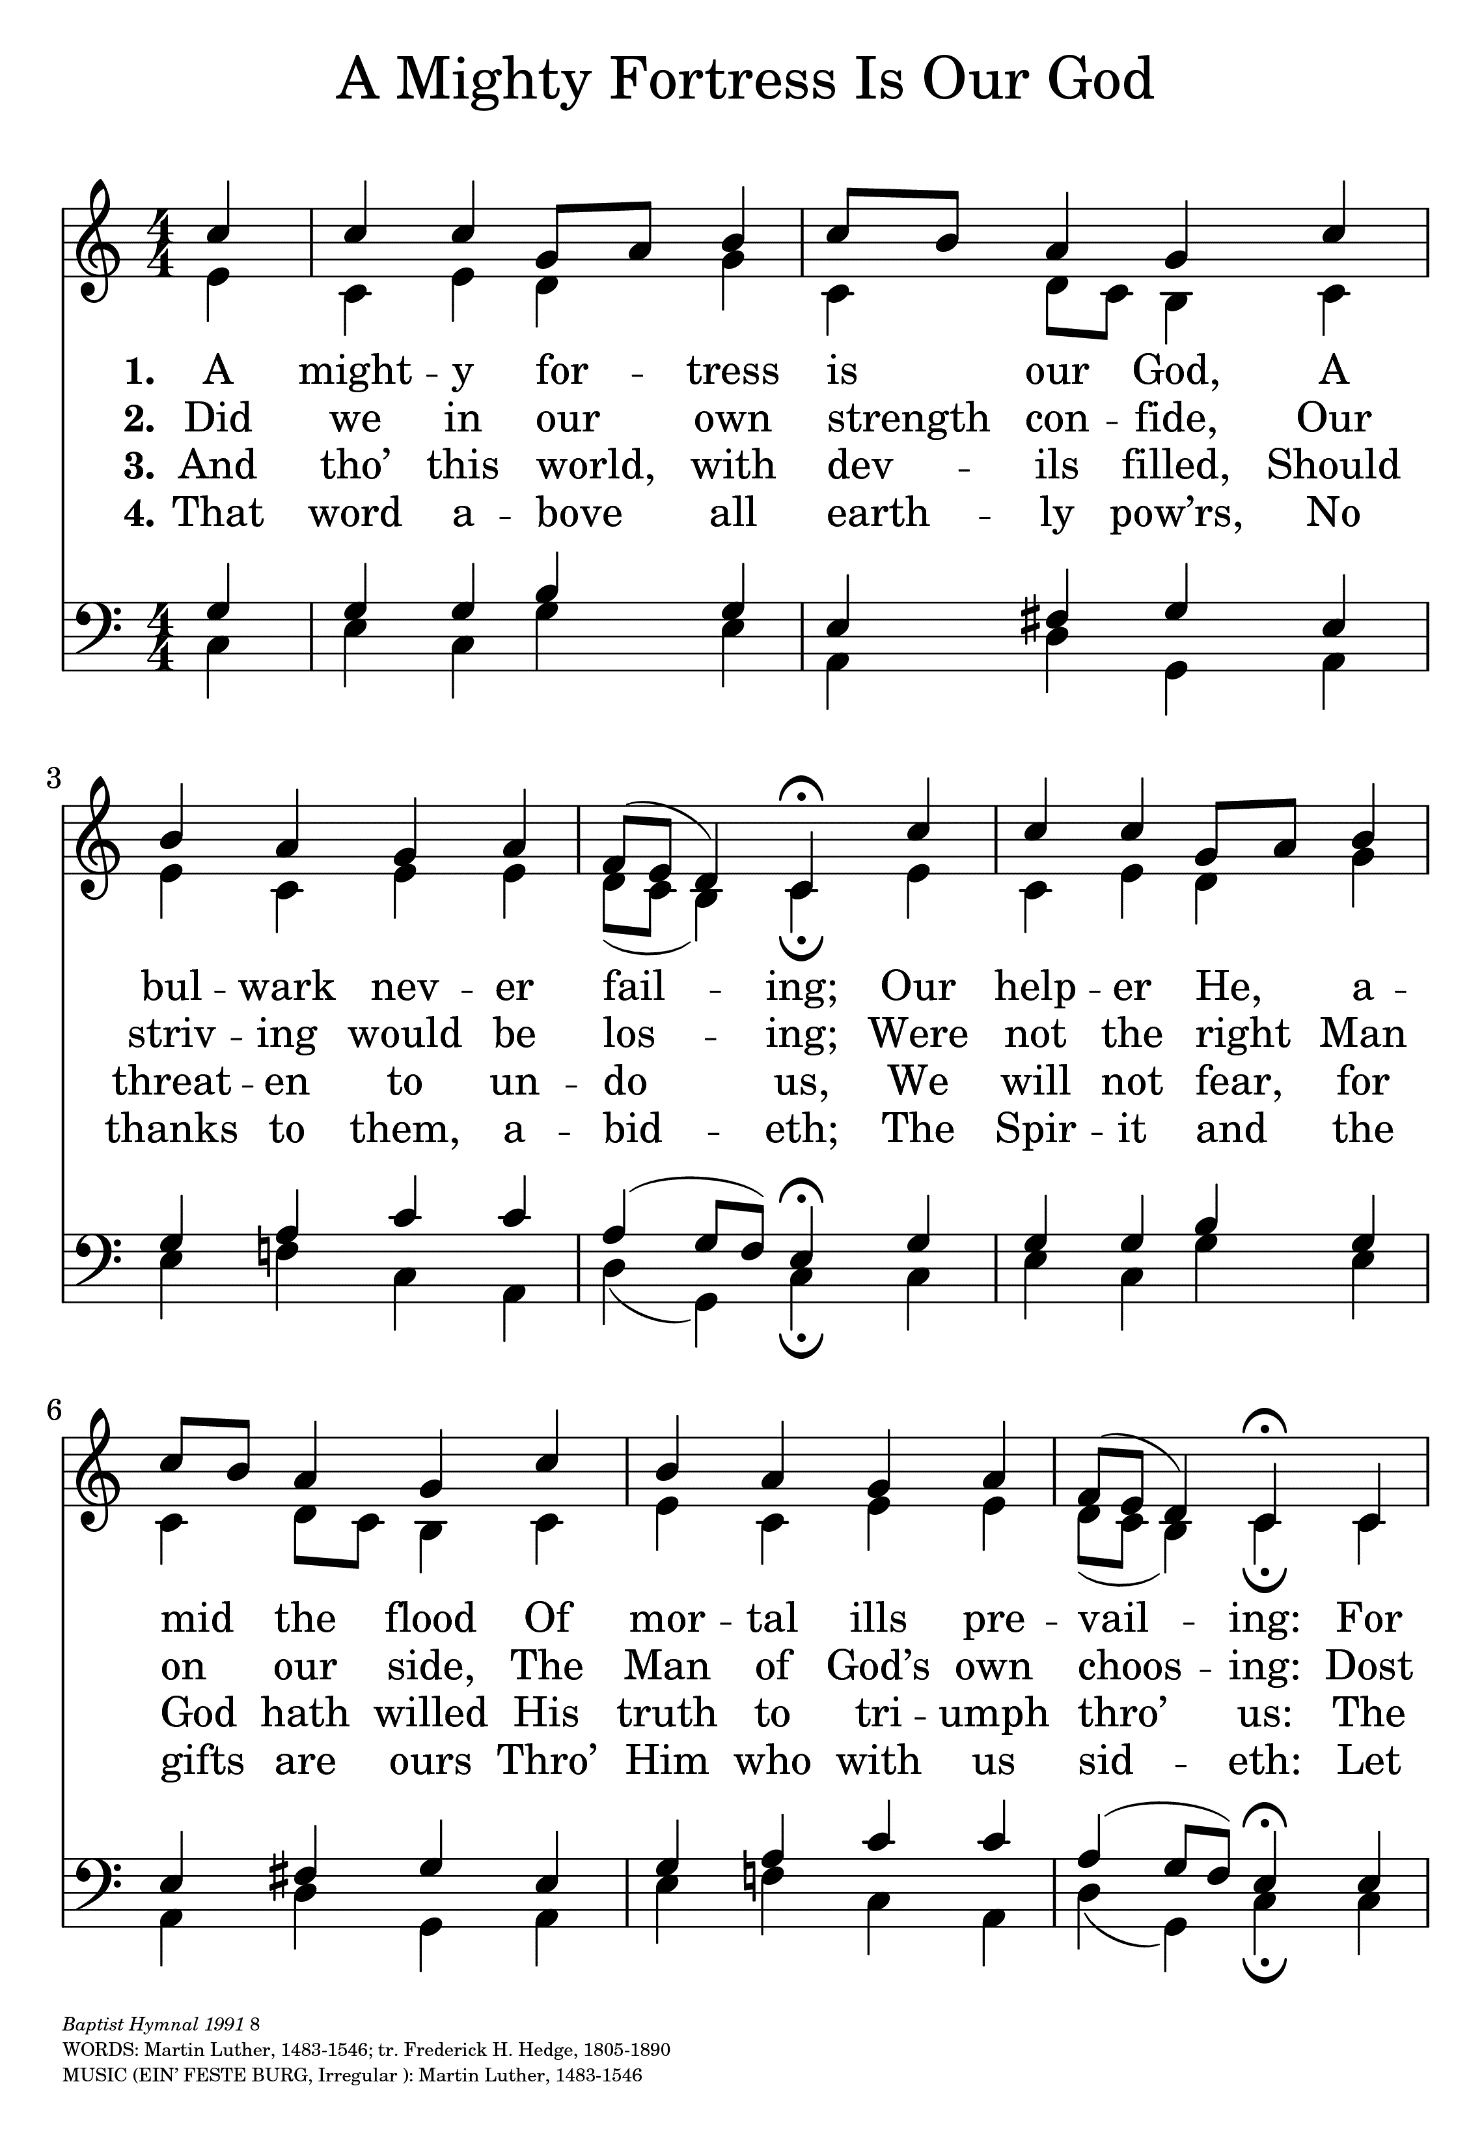 A Mighty Fortress Is Our God
4
4
1. A might - y for - tress is our God, A
2. Did we in our own strength con - fide, Our
3. And tho’ this world, with dev - ils filled, Should
4. That word a - bove all earth - ly pow’rs, No
4
4
3
bul - wark nev - er fail - ing; Our help - er He, a -
striv - ing would be los - ing; Were not the right Man
threat - en to un - do us, We will not fear, for
thanks to them, a - bid - eth; The Spir - it and the
6
mid the flood Of mor - tal ills pre - vail - ing: For
on our side, The Man of God’s own choos - ing: Dost
God hath willed His truth to tri - umph thro’ us: The
gifts are ours Thro’ Him who with us sid - eth: Let
Baptist Hymnal 1991 8
WORDS: Martin Luther, 1483-1546; tr. Frederick H. Hedge, 1805-1890
MUSIC (EIN’ FESTE BURG, Irregular ): Martin Luther, 1483-1546